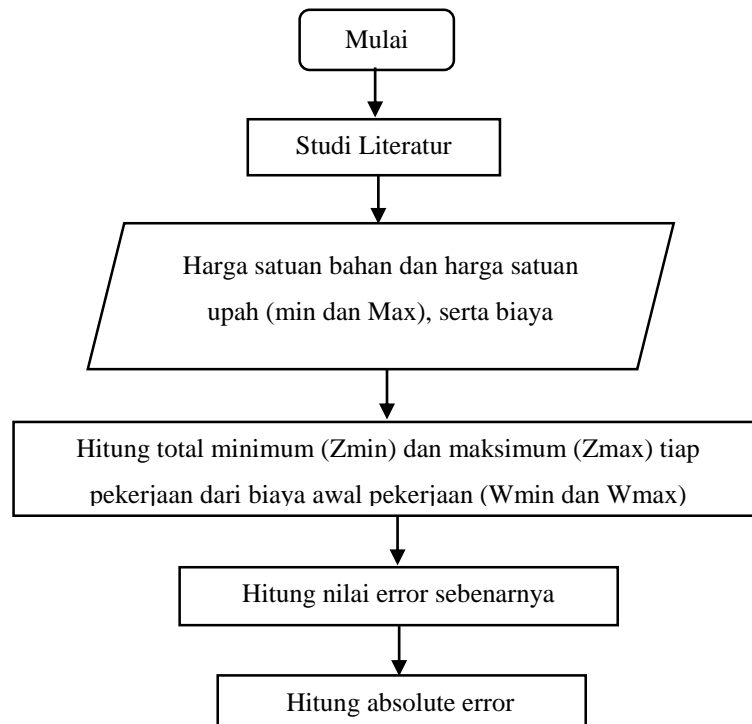 Mulai
Studi Literatur
Harga satuan bahan dan harga satuan
upah (min dan Max), serta biaya
Hitung total minimum (Zmin) dan maksimum (Zmax) tiap
pekerjaan dari biaya awal pekerjaan (Wmin dan Wmax)
Hitung nilai error sebenarnya
Hitung absolute error